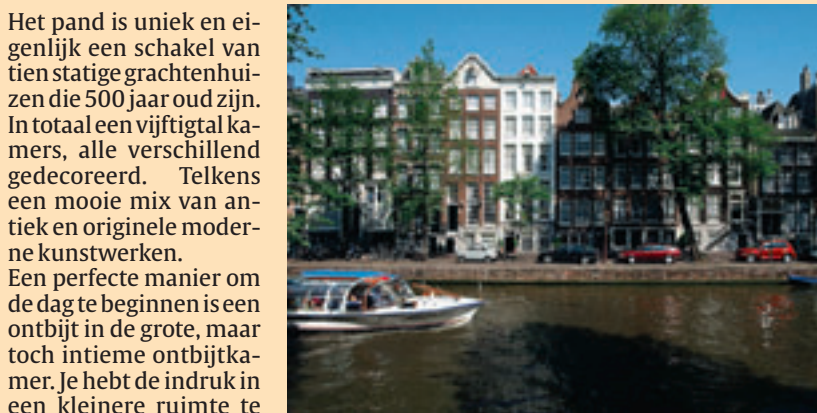 Het pand is uniek en ei-
genlijk een schakel van
tien statige grachtenhui-
zen die 500 jaar oud zijn.
In totaal een vijftigtal ka-
mers, alle verschillend
gedecoreerd. Telkens
een mooie mix van an-
tiek en originele moder-
ne kunstwerken.
Een perfecte manier om
de dag te beginnen is een
ontbijt in de grote, maar
toch intieme ontbijtka-
mer. Je hebt de indruk in
een kleinere ruimte te